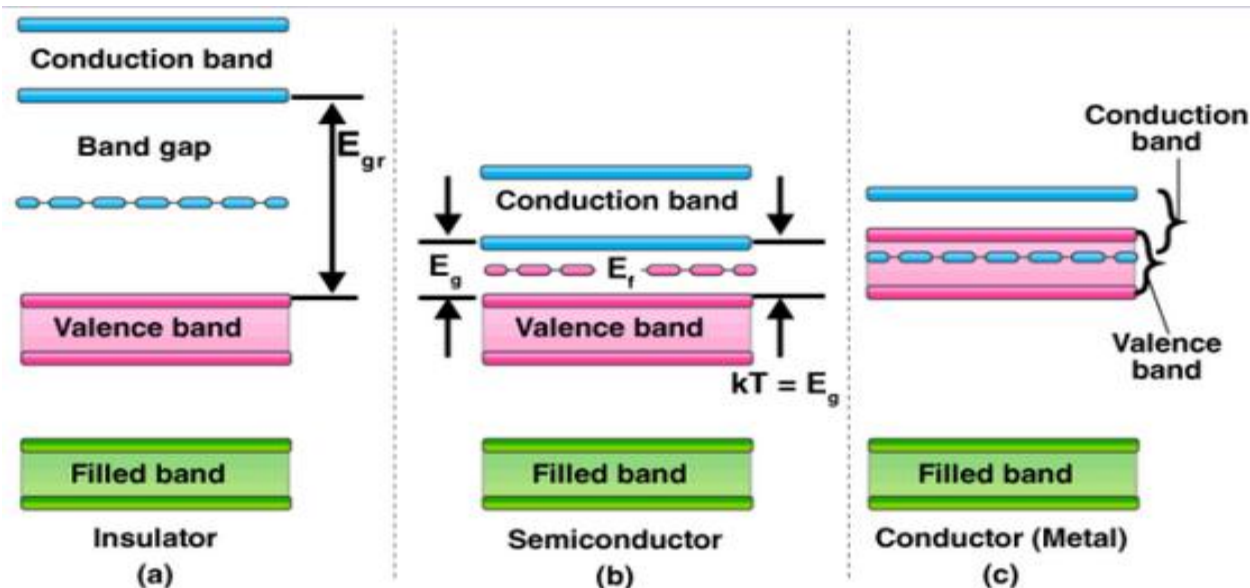 Conduction band
Band gap
E_gr
Valence band
Filled band
Insulator
(a)
Conduction band
E_g
E_f
Valence band
kT = E_g
Filled band
Semiconductor
(b)
Conduction
band
Valence
band
Filled band
Conductor (Metal)
(c)